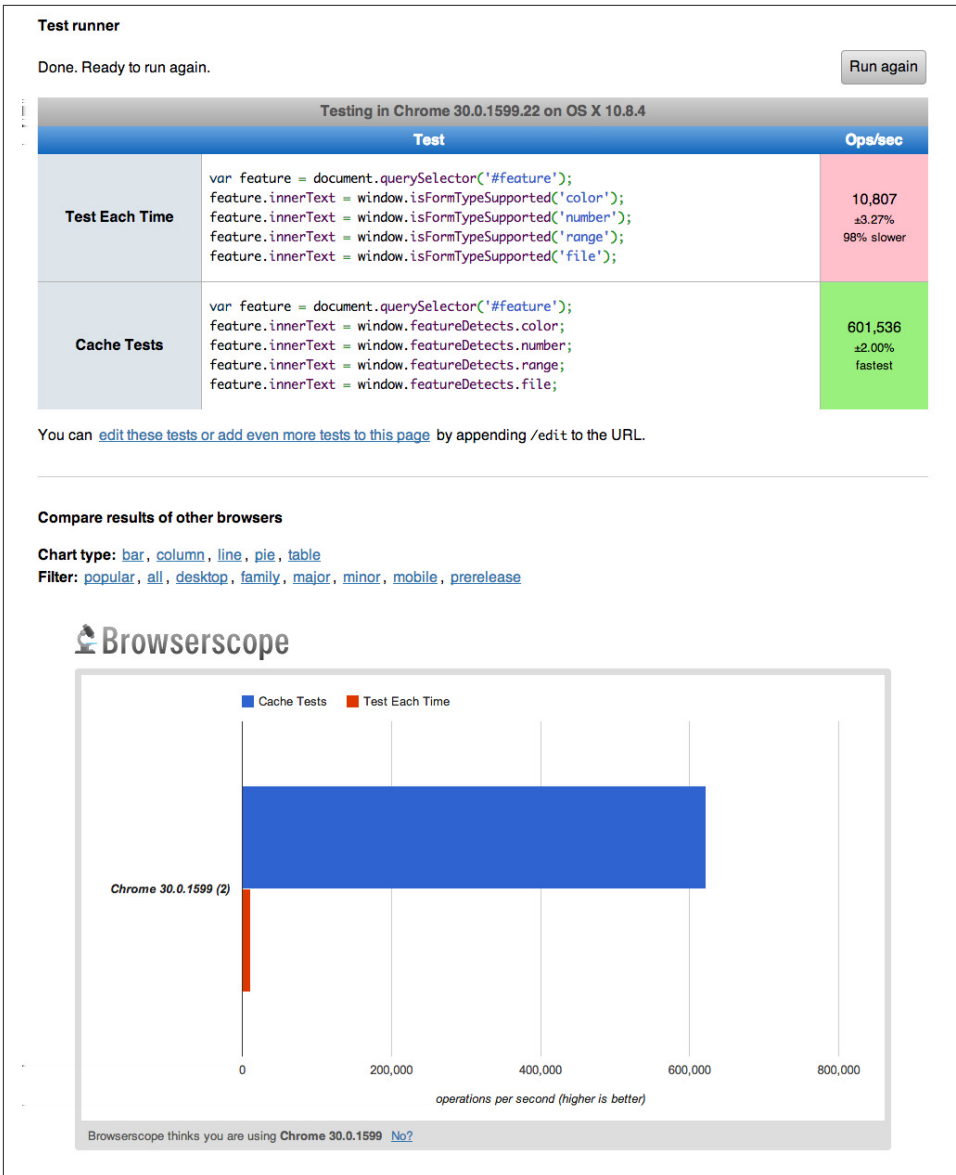 Test runner
Done. Ready to run again.
Run again
Testing in Chrome 30.0.1599.22 on OS X 10.8.4
Test
Ops/sec
Test Each Time
var feature = document.querySelector('#feature');
feature.innerText = window.isFormTypeSupported('color');
feature.innerText = window.isFormTypeSupported('number');
feature.innerText = window.isFormTypeSupported('range');
feature.innerText = window.isFormTypeSupported('file');
10,807
±3.27%
98% slower
Cache Tests
var feature = document.querySelector('#feature');
feature.innerText = window.featureDetects.color;
feature.innerText = window.featureDetects.number;
feature.innerText = window.featureDetects.range;
feature.innerText = window.featureDetects.file;
601,536
±2.00%
fastest
You can edit these tests or add even more tests to this page by appending /edit to the URL.
Compare results of other browsers
Chart type: bar, column, line, pie, table
Filter: popular, all, desktop, family, major, minor, mobile, prerelease
Browserscope
Cache Tests
Test Each Time
Chrome 30.0.1599 (2)
0
200,000
400,000
600,000
800,000
operations per second (higher is better)
Browserscope thinks you are using Chrome 30.0.1599 No?